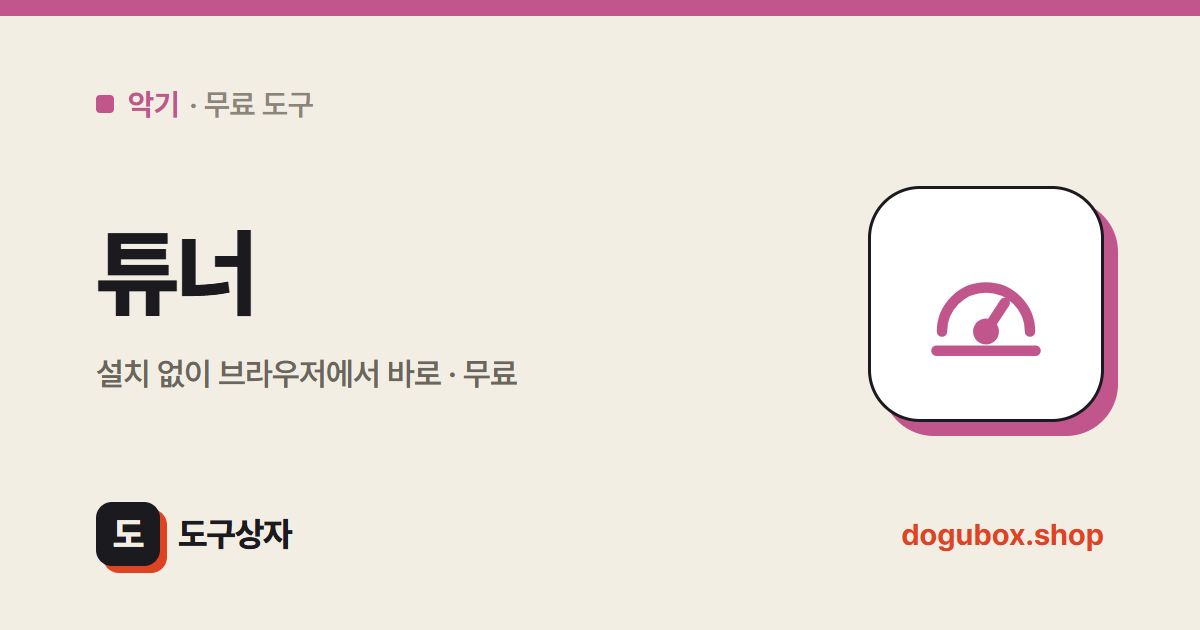 악기 · 무료 도구
튜너
설치 없이 브라우저에서 바로 · 무료
도 도구상자
dogubox.shop